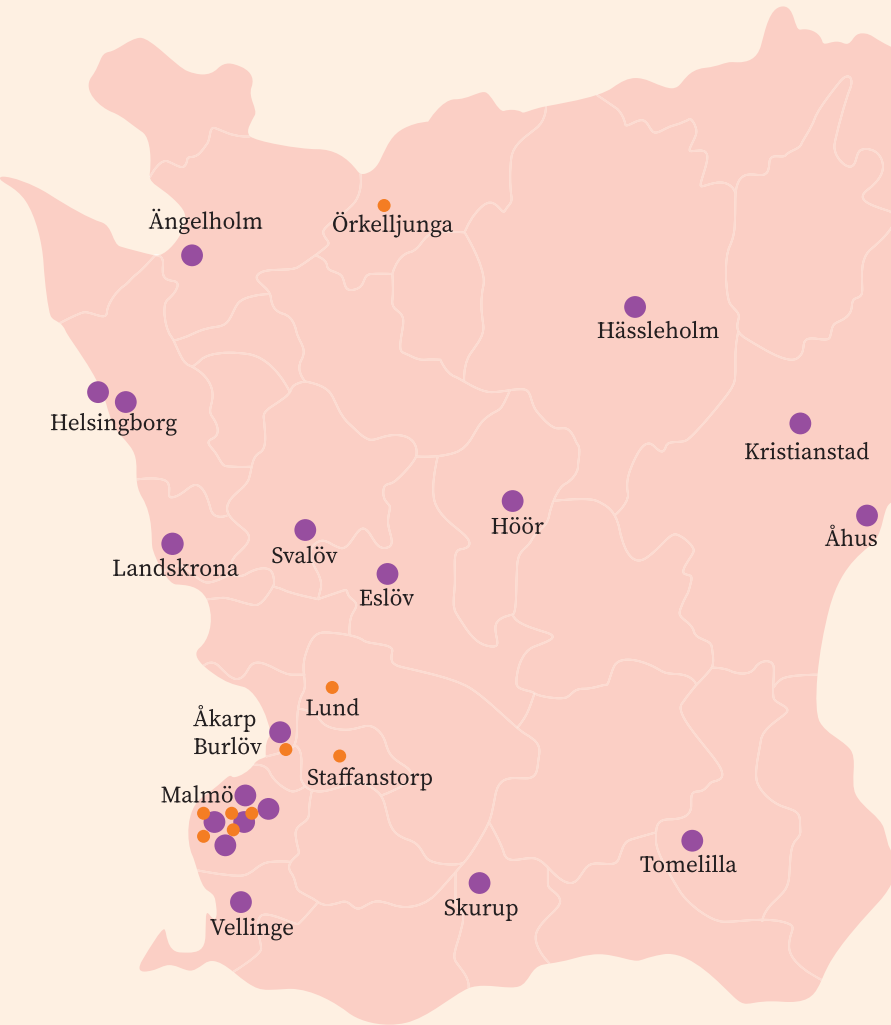 Ängelholm
Örkelljunga
Hässleholm
Helsingborg
Kristianstad
Höör
Åhus
Svalöv
Landskrona
Eslöv
Lund
Åkarp
Burlöv
Staffanstorp
Malmö
Tomelilla
Skurup
Vellinge